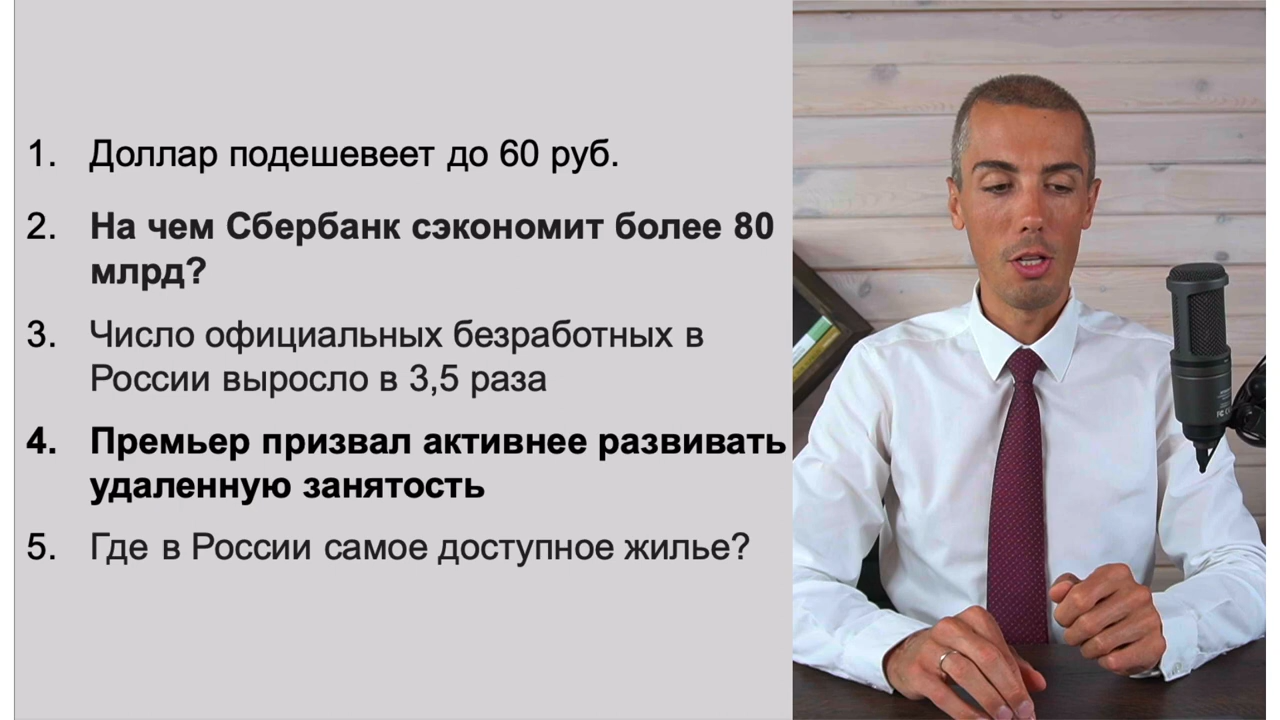 1. Доллар подешевеет до 60 руб.
2. На чем Сбербанк сэкономит более 80
млрд?
3. Число официальных безработных в
России выросло в 3,5 раза
4. Премьер призвал активнее развивать
удаленную занятость
5. Где в России самое доступное жилье?